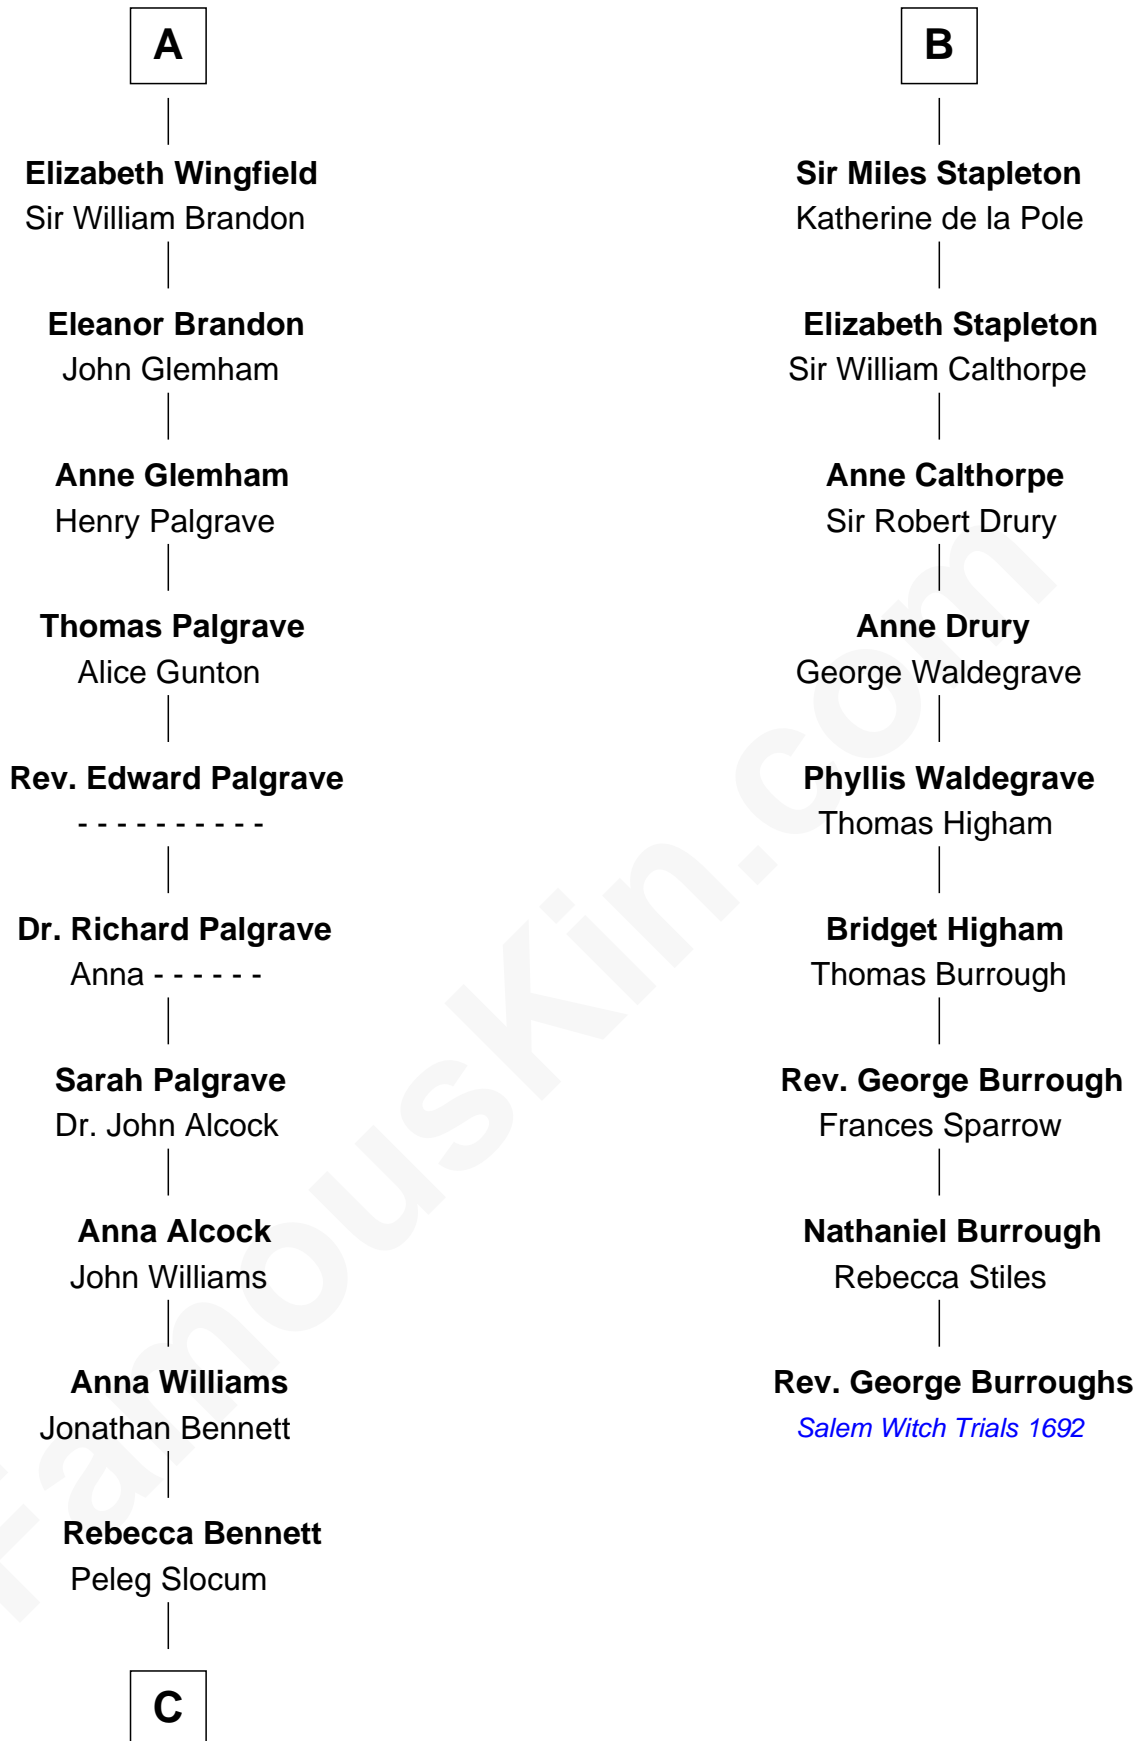 A
Elizabeth Wingfield
Sir William Brandon
Eleanor Brandon
John Glemham
Anne Glemham
Henry Palgrave
Thomas Palgrave
Alice Gunton
Rev. Edward Palgrave
- - - - - - - - - -
Dr. Richard Palgrave
Anna - - - - - -
Sarah Palgrave
Dr. John Alcock
Anna Alcock
John Williams
Anna Williams
Jonathan Bennett
Rebecca Bennett
Peleg Slocum
C
B
Sir Miles Stapleton
Katherine de la Pole
Elizabeth Stapleton
Sir William Calthorpe
Anne Calthorpe
Sir Robert Drury
Anne Drury
George Waldegrave
Phyllis Waldegrave
Thomas Higham
Bridget Higham
Thomas Burrough
Rev. George Burrough
Frances Sparrow
Nathaniel Burrough
Rebecca Stiles
Rev. George Burroughs
Salem Witch Trials 1692
FamousKin.com